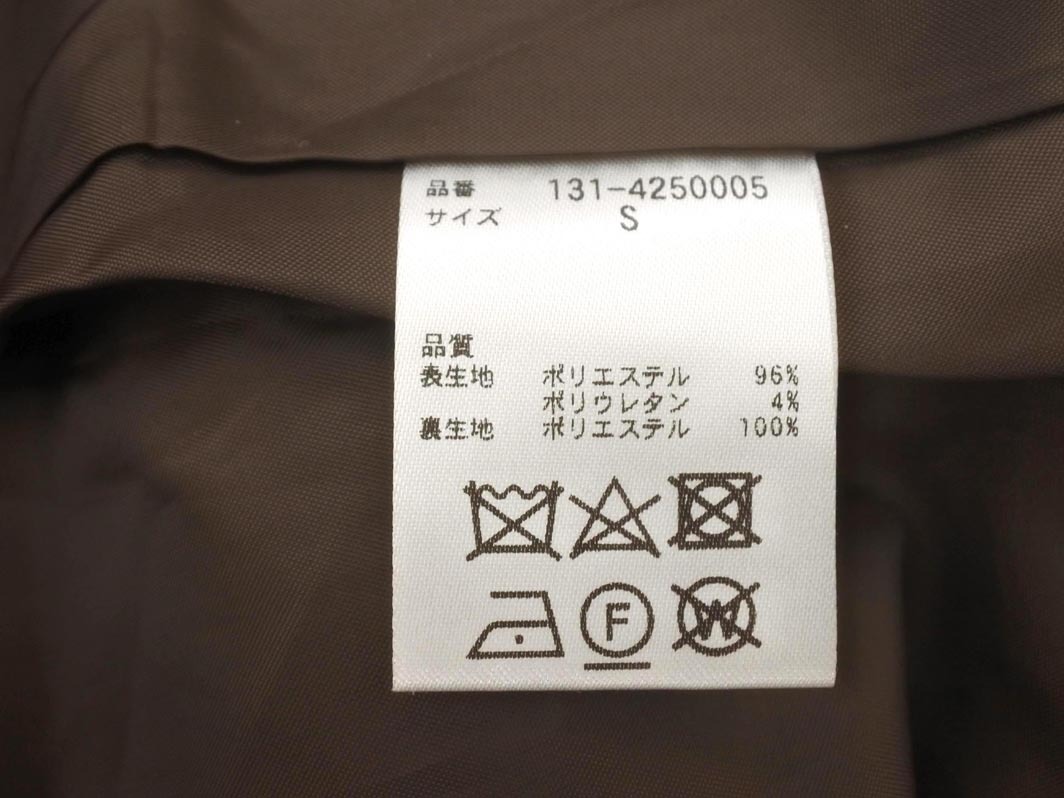 品番 131-4250005
サイズ S
品質
表生地 ポリエステル 96%
ポリウレタン 4%
裏生地 ポリエステル 100%
F
W